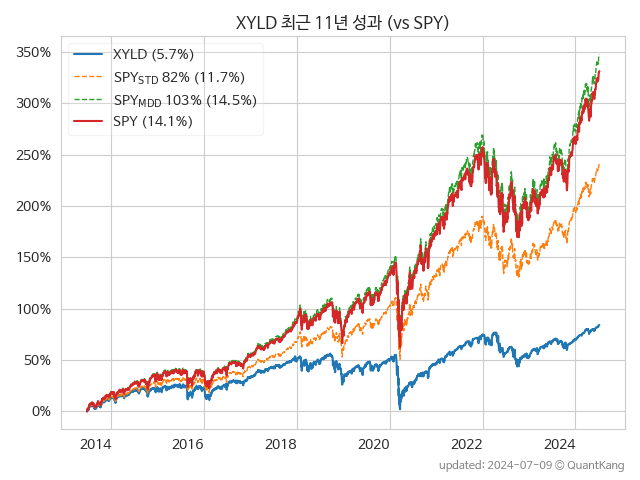 XYLD 최근 11년 성과 (vs SPY)
XYLD (5.7%)
SPY_STD 82% (11.7%)
SPY_MDD 103% (14.5%)
SPY (14.1%)
350%
300%
250%
200%
150%
100%
50%
0%
2014 2016 2018 2020 2022 2024
updated: 2024-07-09 © QuantKang